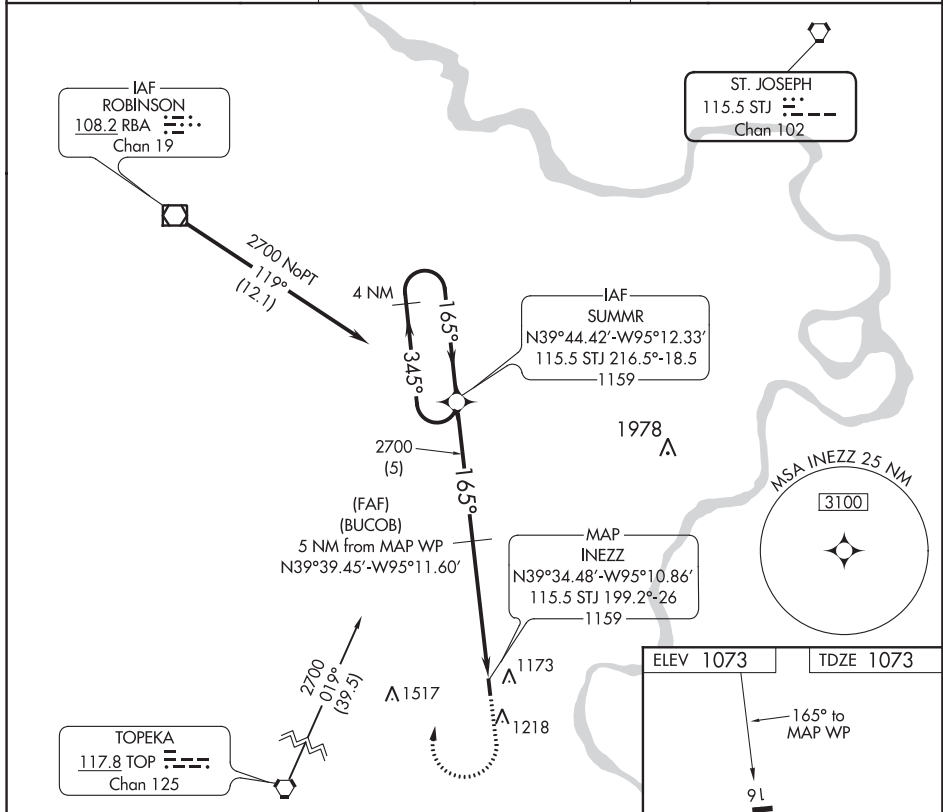 IAF
ROBINSON
108.2 RBA
Chan 19
ST. JOSEPH
115.5 STJ
Chan 102
2700 NoPT
119°
(12.1)
4 NM
165°
345°
IAF
SUMMR
N39°44.42'-W95°12.33'
115.5 STJ 216.5°-18.5
1159
2700
(5)
165°
1978
MSA INEZZ 25 NM
3100
(FAF)
(BUCOB)
5 NM from MAP WP
N39°39.45'-W95°11.60'
MAP
INEZZ
N39°34.48'-W95°10.86'
115.5 STJ 199.2°-26
1159
2700
019°
(39.5)
1517
1173
1218
TOPEKA
117.8 TOP
Chan 125
ELEV 1073
TDZE 1073
165° to
MAP WP
16